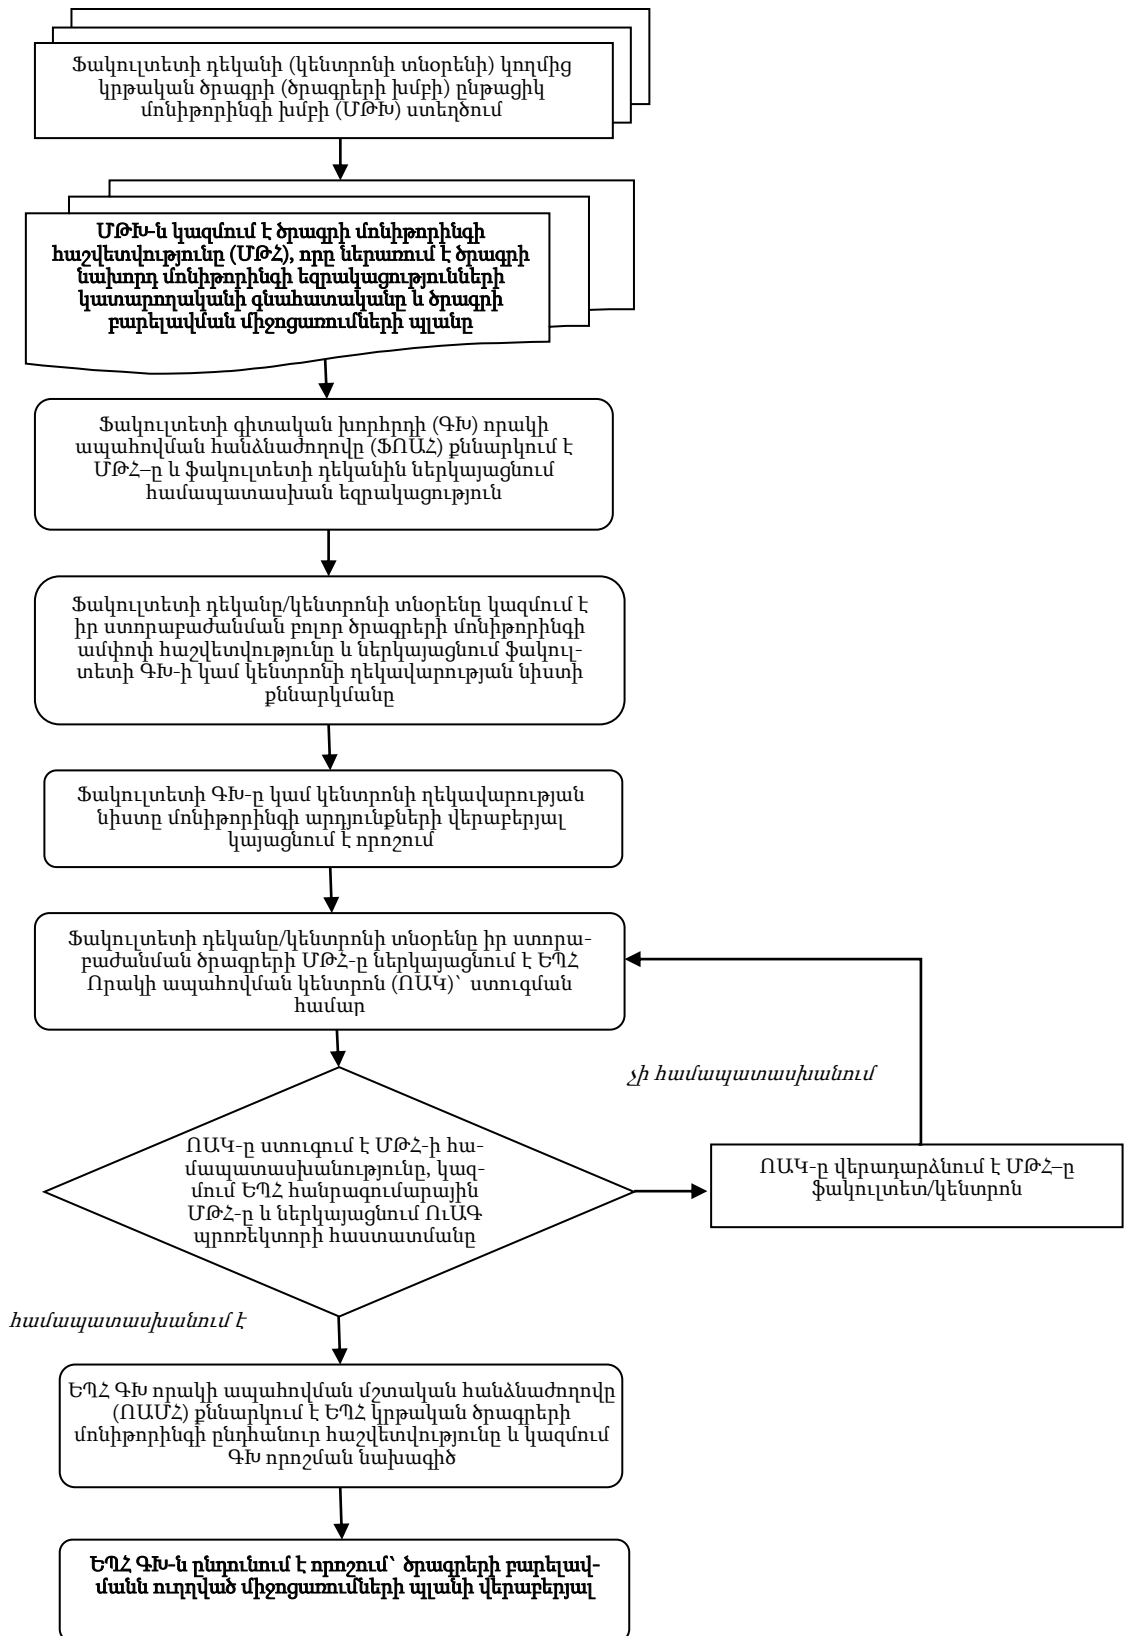 Ֆակուլտետի դեկանի (կենտրոնի տնօրենի) կողմից
կրթական ծրագրի (ծրագրերի խմբի) ընթացիկ
մոնիթորինգի խմբի (ՄԹԽ) ստեղծում
ՄԹԽ-ն կազմում է ծրագրի մոնիթորինգի
հաշվետվությունը (ՄԹՀ), որը ներառում է ծրագրի
նախորդ մոնիթորինգի եզրակացությունների
կատարողականի գնահատականը և ծրագրի
բարելավման միջոցառումների պլանը
Ֆակուլտետի գիտական խորհրդի (ԳԽ) որակի
ապահովման հանձնաժողովը (ՖՈԱՀ) քննարկում է
ՄԹՀ–ը և ֆակուլտետի դեկանին ներկայացնում
համապատասխան եզրակացություն
Ֆակուլտետի դեկանը/կենտրոնի տնօրենը կազմում է
իր ստորաբաժանման բոլոր ծրագրերի մոնիթորինգի
ամփոփ հաշվետվությունը և ներկայացնում ֆակուլ-
տետի ԳԽ-ի կամ կենտրոնի ղեկավարության նիստի
քննարկմանը
Ֆակուլտետի ԳԽ-ը կամ կենտրոնի ղեկավարության
նիստը մոնիթորինգի արդյունքների վերաբերյալ
կայացնում է որոշում
Ֆակուլտետի դեկանը/կենտրոնի տնօրենը իր ստորա-
բաժանման ծրագրերի ՄԹՀ-ը ներկայացնում է ԵՊՀ
Որակի ապահովման կենտրոն (ՈԱԿ)՝ ստուգման
համար
չի համապատասխանում
ՈԱԿ-ը ստուգում է ՄԹՀ-ի հա-
մապատասխանությունը, կազ-
մում ԵՊՀ հանրագումարային
ՄԹՀ-ը և ներկայացնում ՈւԱԳ
պրոռեկտորի հաստատմանը
ՈԱԿ-ը վերադարձնում է ՄԹՀ–ը
ֆակուլտետ/կենտրոն
համապատասխանում է
ԵՊՀ ԳԽ որակի ապահովման մշտական հանձնաժողովը
(ՈԱՄՀ) քննարկում է ԵՊՀ կրթական ծրագրերի
մոնիթորինգի ընդհանուր հաշվետվությունը և կազմում
ԳԽ որոշման նախագիծ
ԵՊՀ ԳԽ-ն ընդունում է որոշում՝ ծրագրերի բարելավ-
մանն ուղղված միջոցառումների պլանի վերաբերյալ